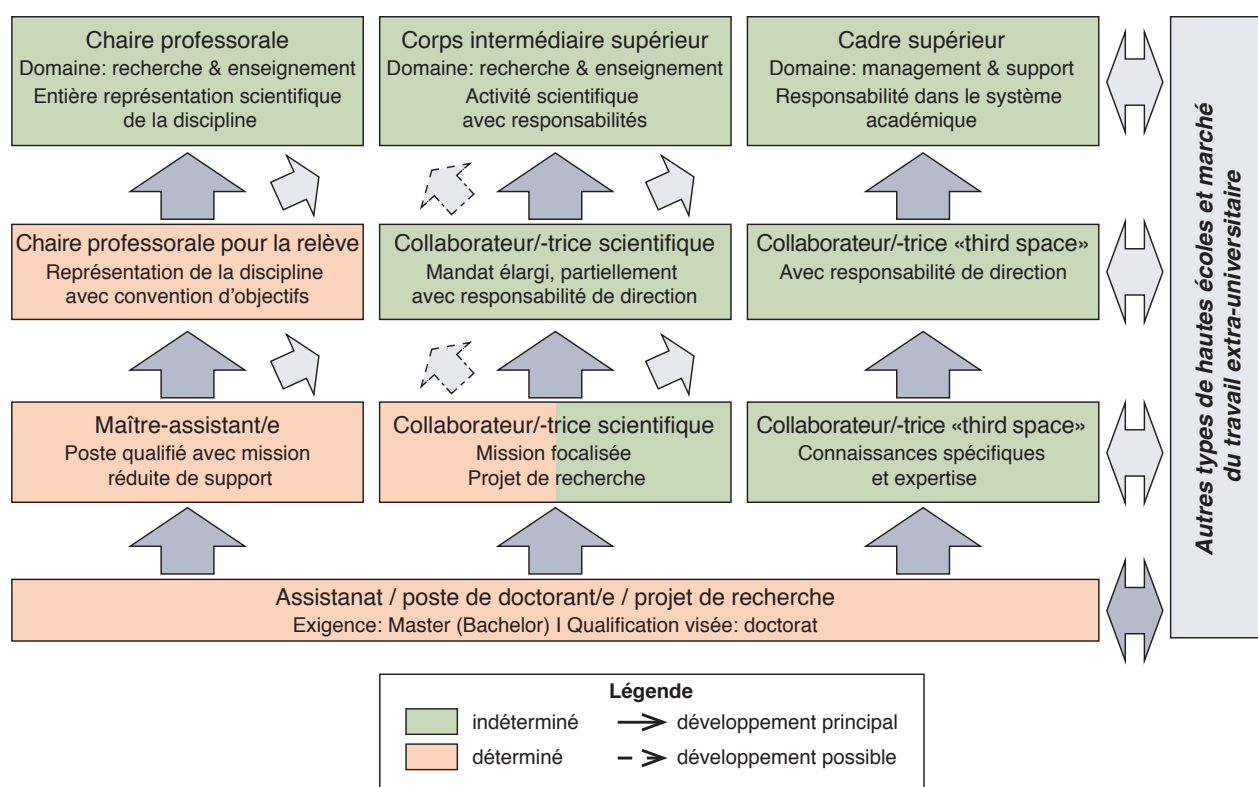 Chaire professorale
Domaine: recherche & enseignement
Entière représentation scientifique
de la discipline
Corps intermédiaire supérieur
Domaine: recherche & enseignement
Activité scientifique
avec responsabilités
Cadre supérieur
Domaine: management & support
Responsabilité dans le système
académique
Chaire professorale pour la relève
Représentation de la discipline
avec convention d'objectifs
Collaborateur/-trice scientifique
Mandat élargi, partiellement
avec responsabilité de direction
Collaborateur/-trice «third space»
Avec responsabilité de direction
Maître-assistant/e
Poste qualifié avec mission
réduite de support
Collaborateur/-trice scientifique
Mission focalisée
Projet de recherche
Collaborateur/-trice «third space»
Connaissances spécifiques
et expertise
Assistanat / poste de doctorant/e / projet de recherche
Exigence: Master (Bachelor) I Qualification visée: doctorat
Autres types de hautes écoles et marché
du travail extra-universitaire
Légende
indéterminé
développement principal
déterminé
développement possible